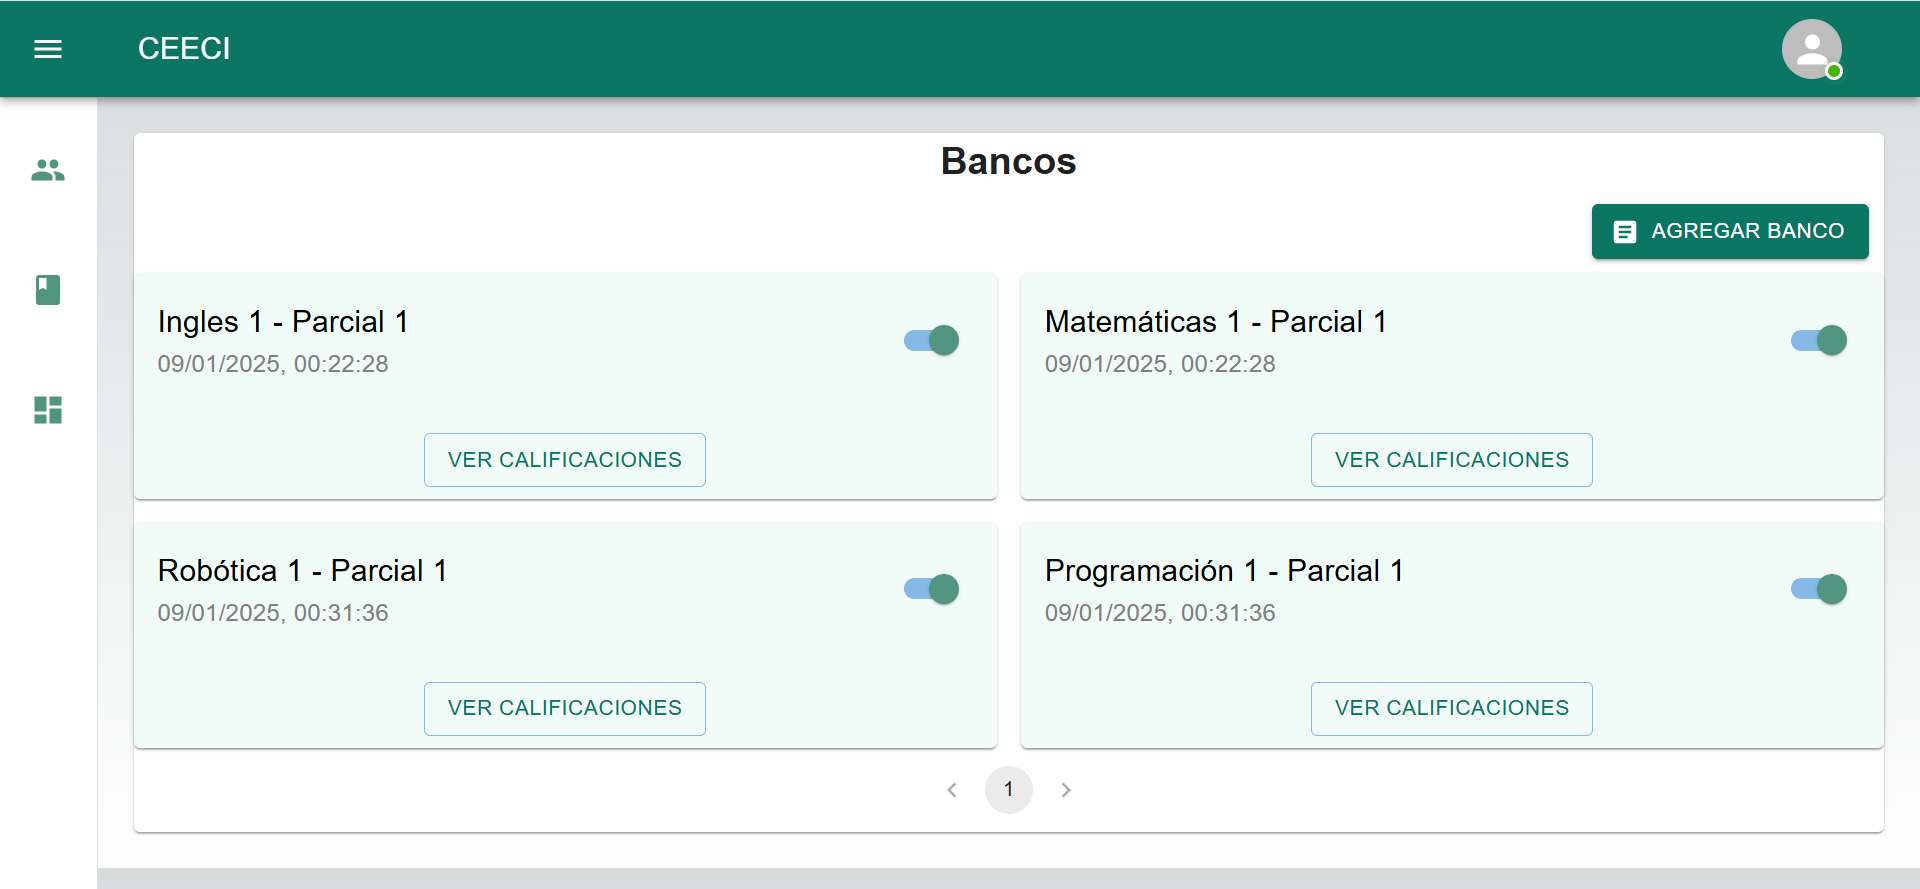 CEECI
Bancos
AGREGAR BANCO
Ingles 1 - Parcial 1
09/01/2025, 00:22:28
VER CALIFICACIONES
Matemáticas 1 - Parcial 1
09/01/2025, 00:22:28
VER CALIFICACIONES
Robótica 1 - Parcial 1
09/01/2025, 00:31:36
VER CALIFICACIONES
Programación 1 - Parcial 1
09/01/2025, 00:31:36
VER CALIFICACIONES
1